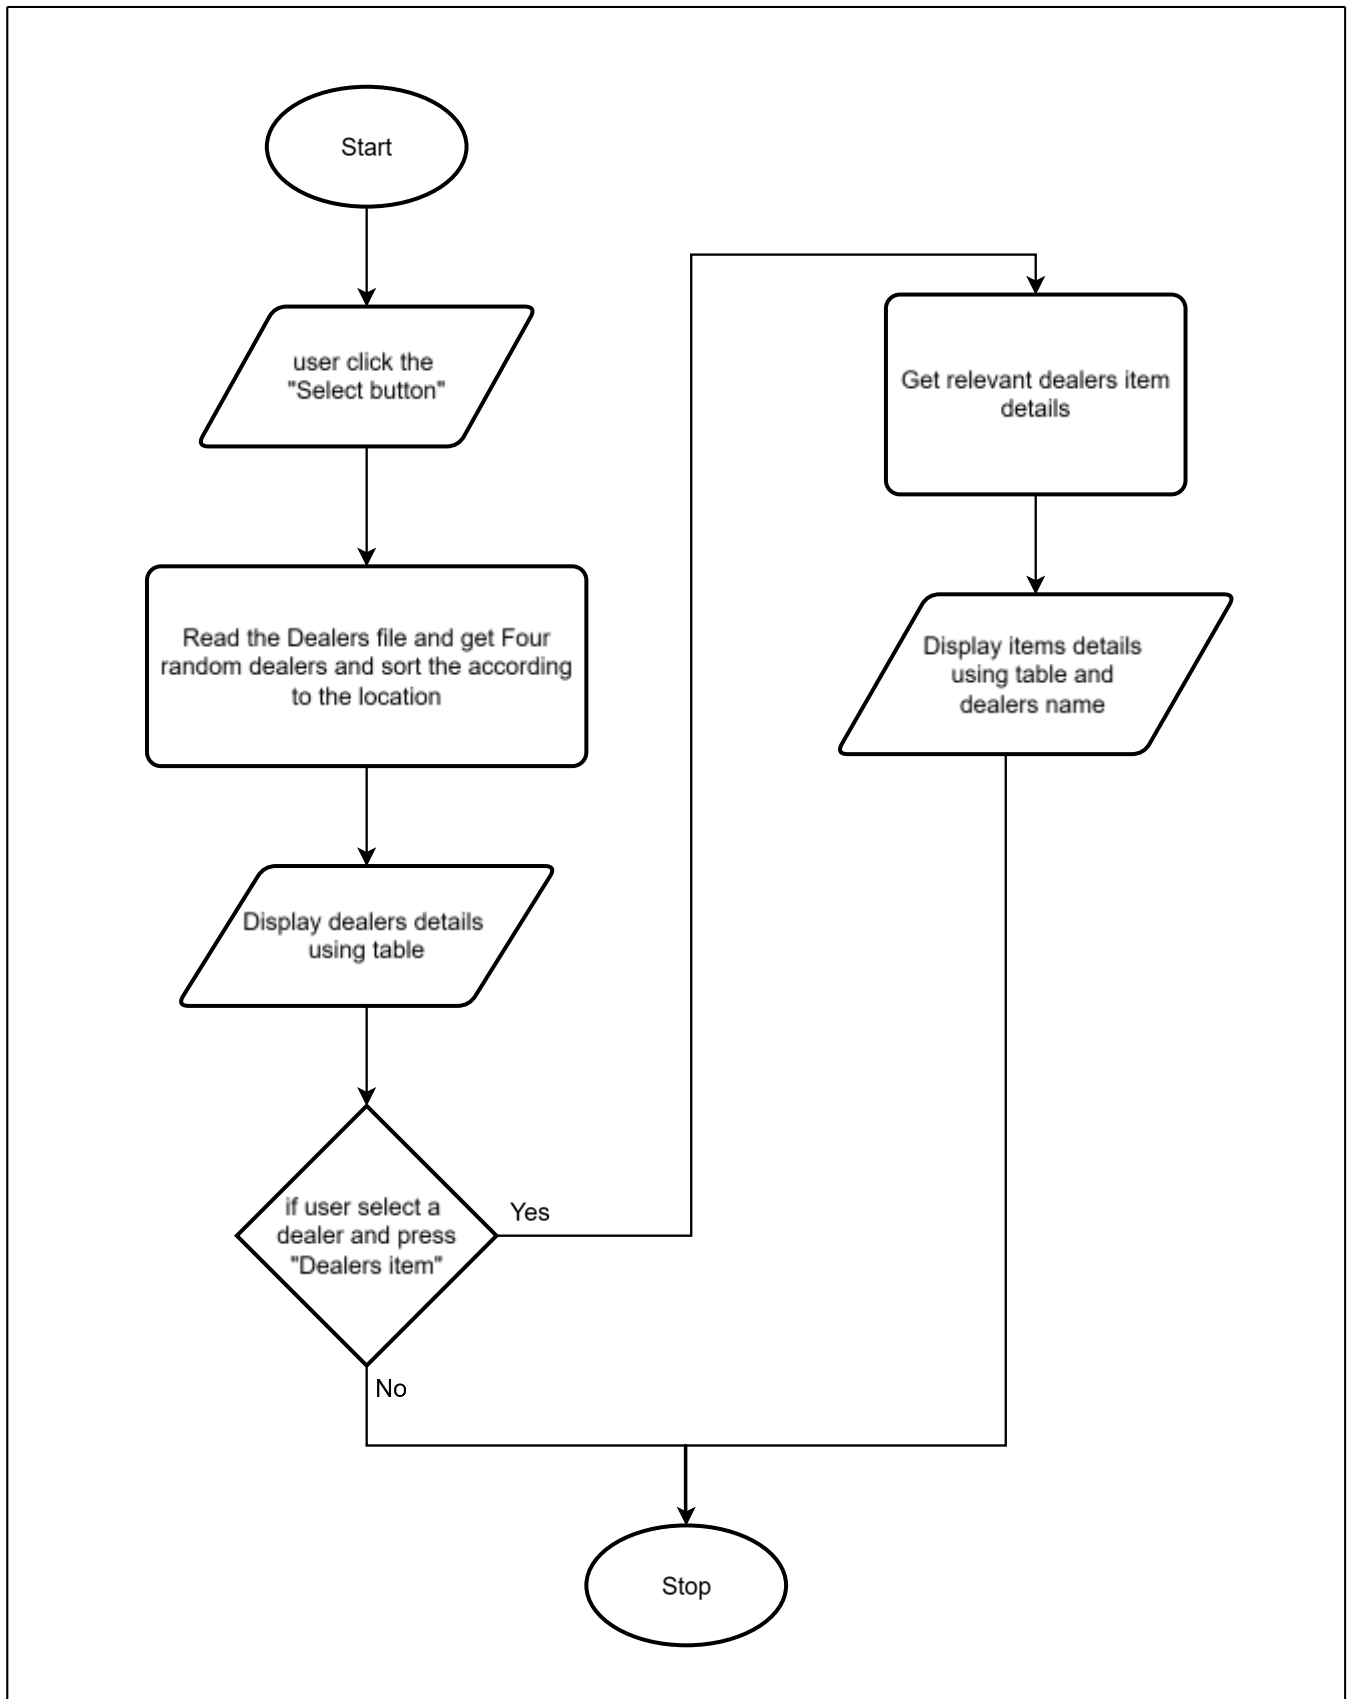 Start
user click the
"Select button"
Read the Dealers file and get Four
random dealers and sort the according
to the location
Display dealers details
using table
if user select a
dealer and press
"Dealers item"
Yes
No
Get relevant dealers item
details
Display items details
using table and
dealers name
Stop